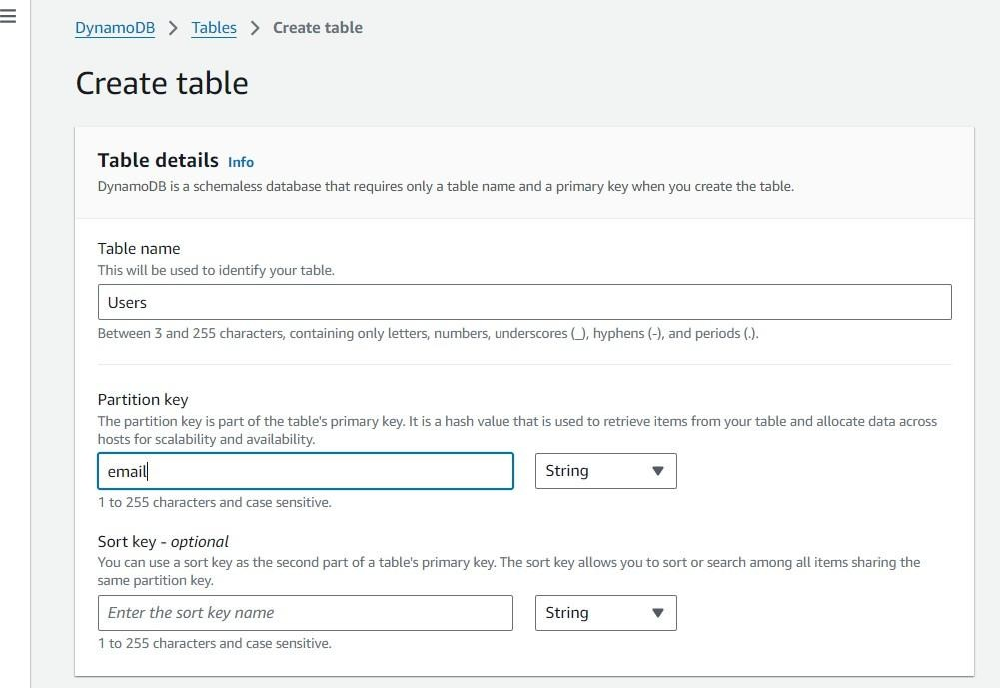 DynamoDB > Tables > Create table
Create table
Table details Info
DynamoDB is a schemaless database that requires only a table name and a primary key when you create the table.
Table name
This will be used to identify your table.
Users
Between 3 and 255 characters, containing only letters, numbers, underscores (_), hyphens (-), and periods (.).
Partition key
The partition key is part of the table's primary key. It is a hash value that is used to retrieve items from your table and allocate data across
hosts for scalability and availability.
email String
1 to 255 characters and case sensitive.
Sort key - optional
You can use a sort key as the second part of a table's primary key. The sort key allows you to sort or search among all items sharing the
same partition key.
Enter the sort key name String
1 to 255 characters and case sensitive.